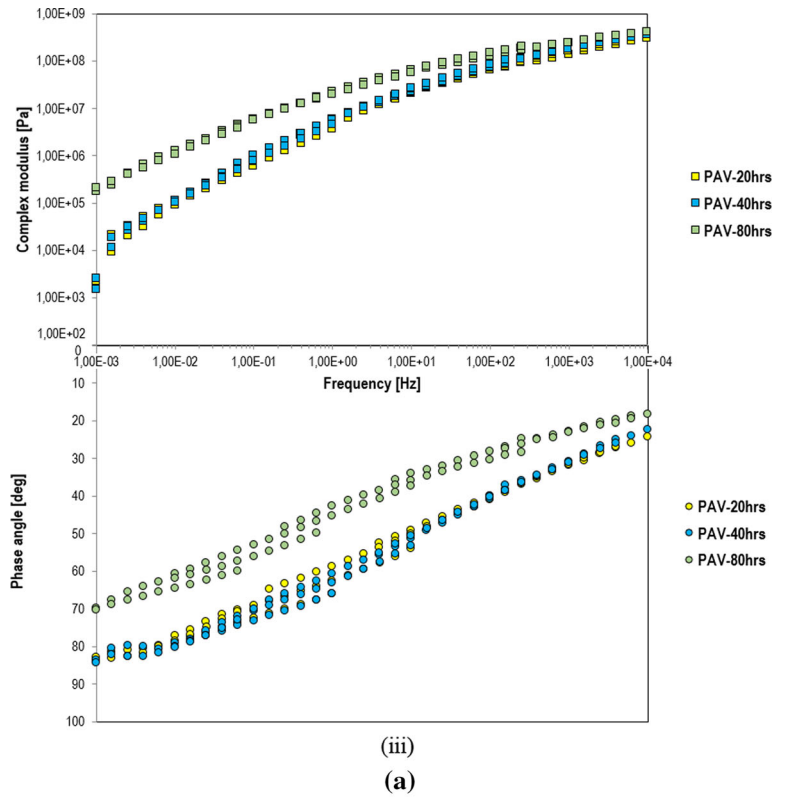 1,00E+09
1,00E+08
1,00E+07
1,00E+06
1,00E+05
1,00E+04
1,00E+03
1,00E+02
Complex modulus [Pa]
PAV-20hrs
PAV-40hrs
PAV-80hrs
0
1,00E-03 1,00E-02 1,00E-01 1,00E+00 1,00E+01 1,00E+02 1,00E+03 1,00E+04
Frequency [Hz]
10
20
30
40
50
60
70
80
90
100
Phase angle [deg]
PAV-20hrs
PAV-40hrs
PAV-80hrs
(iii)
(a)